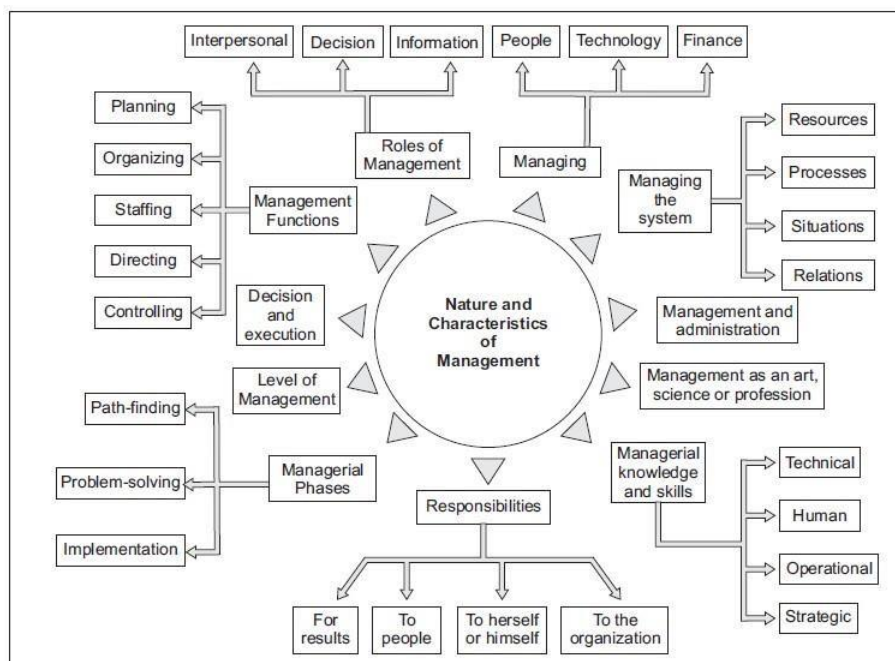 Interpersonal
Decision
Information
People
Technology
Finance
Roles of
Management
Managing
Planning
Organizing
Staffing
Directing
Controlling
Management
Functions
Managing
the
system
Resources
Processes
Situations
Relations
Decision
and
execution
Nature and
Characteristics
of
Management
Management and
administration
Level of
Management
Management as an art,
science or profession
Path-finding
Problem-solving
Implementation
Managerial
Phases
Responsibilities
Managerial
knowledge
and skills
Technical
Human
Operational
Strategic
For
results
To
people
To herself
or himself
To the
organization